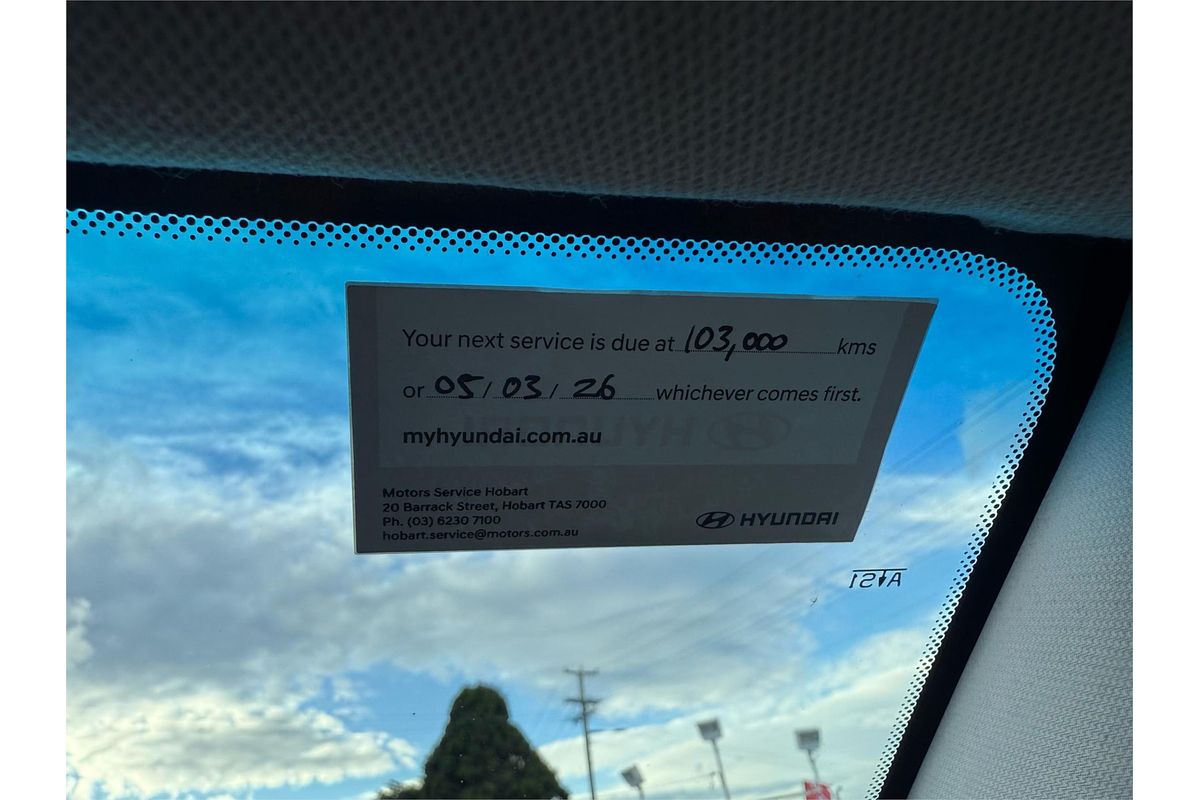 Your next service is due at 103,000 kms
or 05/03/26 whichever comes first.
myhyundai.com.au
Motors Service Hobart
20 Barrack Street, Hobart TAS 7000
Ph. (03) 6230 7100
hobart.service@motors.com.au
HYUNDAI
HYUNDAI
AS1